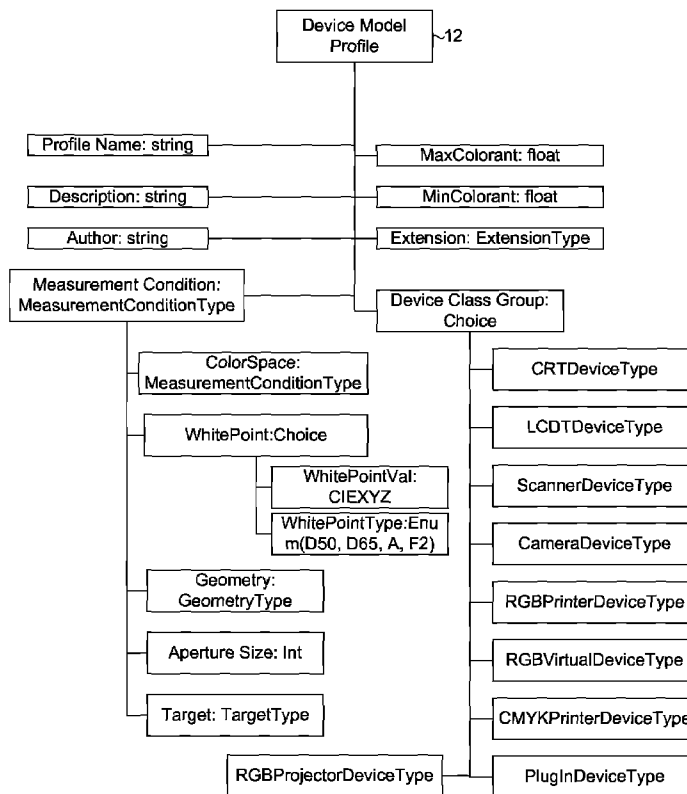 Device Model
Profile
12
Profile Name: string
MaxColorant: float
Description: string
MinColorant: float
Author: string
Extension: ExtensionType
Measurement Condition:
MeasurementConditionType
Device Class Group:
Choice
ColorSpace:
MeasurementConditionType
WhitePoint:Choice
WhitePointVal:
CIEXYZ
WhitePointType:Enu
m(D50, D65, A, F2)
Geometry:
GeometryType
Aperture Size: Int
Target: TargetType
CRTDeviceType
LCDTDeviceType
ScannerDeviceType
CameraDeviceType
RGBPrinterDeviceType
RGBVirtualDeviceType
CMYKPrinterDeviceType
RGBProjectorDeviceType
PlugInDeviceType